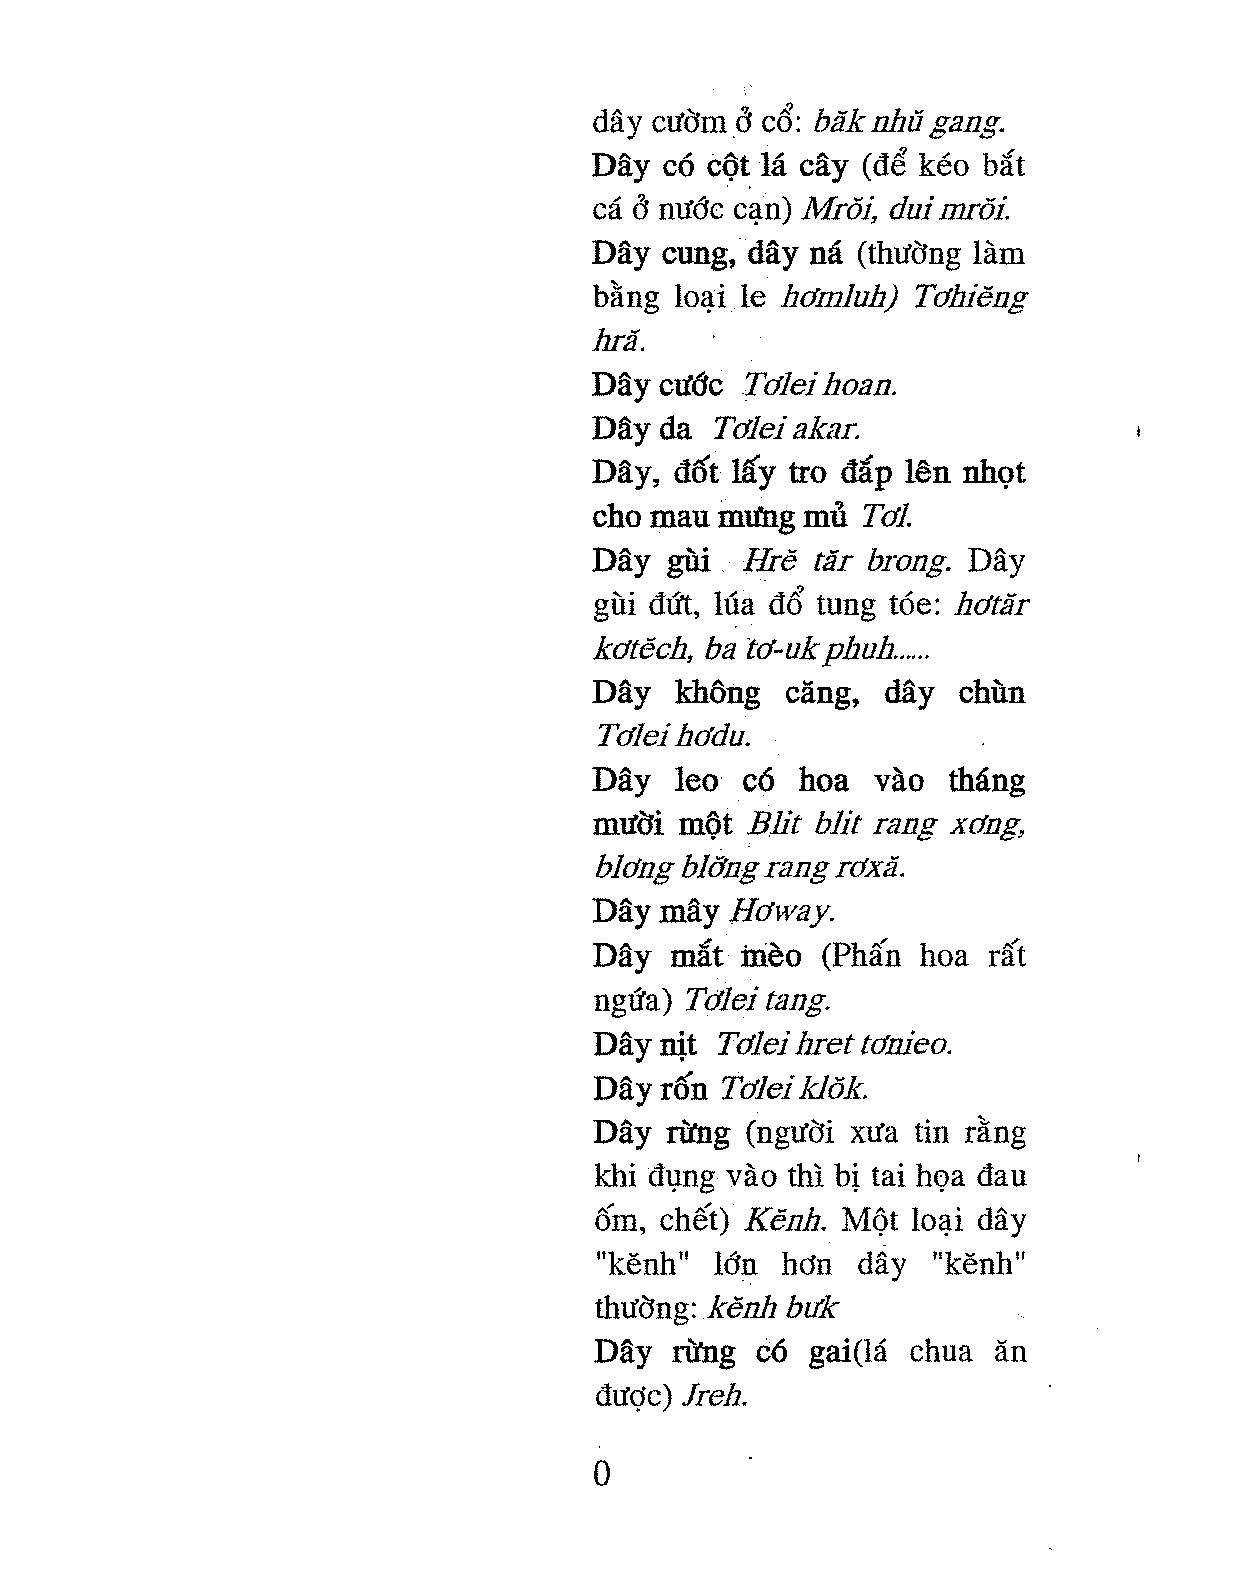 dây cườm ở cổ: băk nhŭ gang.
Dây có cột lá cây (để kéo bắt
cá ở nước cạn) Mrŏi, dui mrŏi.
Dây cung, dây ná (thường làm
bằng loại le hơmluh) Tơhiĕng
hră.
Dây cước Tơlei hoan.
Dây da Tơlei akar.
Dây, đốt lấy tro đắp lên nhọt
cho mau mưng mủ Tơl.
Dây gùi Hrĕ tăr brong. Dây
gùi đứt, lúa đổ tung tóe: hơtăr
kơtĕch, ba tơ-uk phuh......
Dây không căng, dây chùn
Tơlei hơdu.
Dây leo có hoa vào tháng
mười một Blit blit rang xơng,
blơng blơ̆ng rang rơxă.
Dây mây Hơway.
Dây mắt mèo (Phấn hoa rất
ngứa) Tơlei tang.
Dây nịt Tơlei hret tơnieo.
Dây rốn Tơlei klŏk.
Dây rừng (người xưa tin rằng
khi đụng vào thì bị tai họa đau
ốm, chết) Kĕnh. Một loại dây
"kĕnh" lớn hơn dây "kĕnh"
thường: kĕnh bưk
Dây rừng có gai(lá chua ăn
được) Jreh.
0